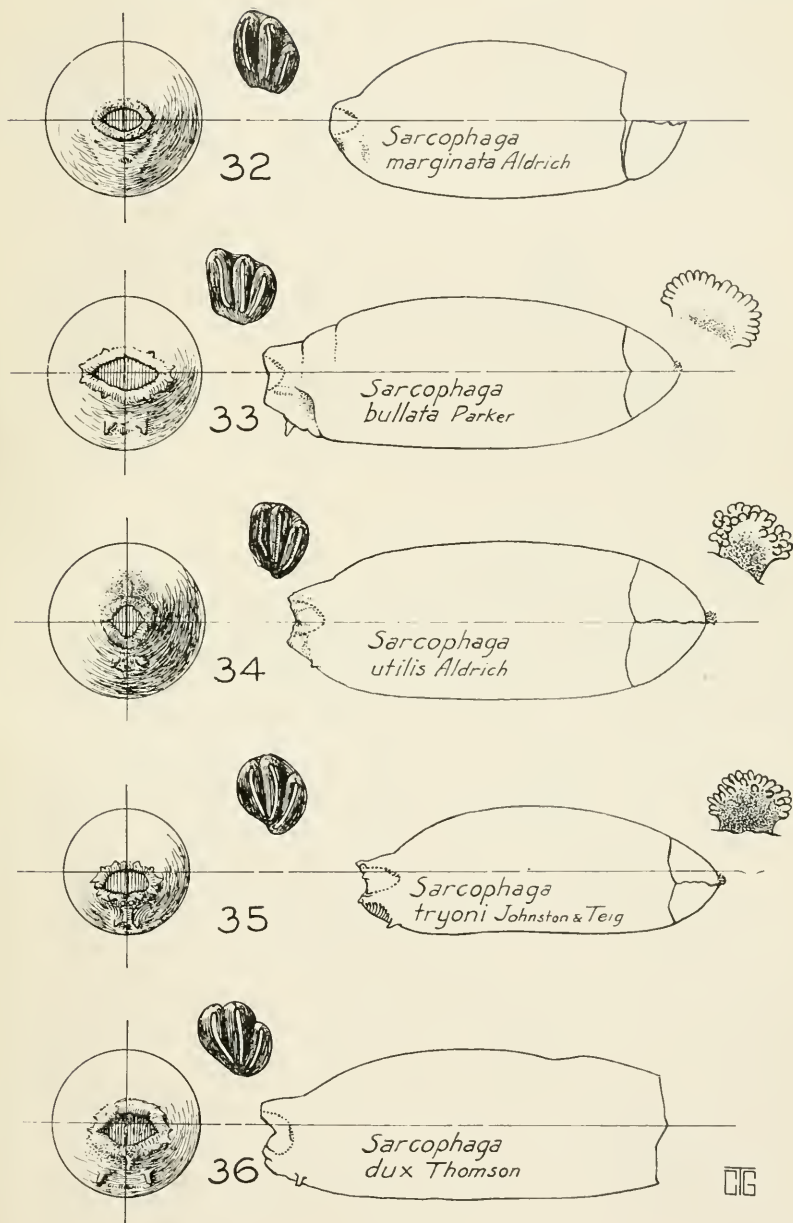 Sarcophaga
marginata Aldrich
32
Sarcophaga
bullata Parker
33
Sarcophaga
utilis Aldrich
34
Sarcophaga
tryoni Johnston & Teig
35
Sarcophaga
dux Thomson
36
CTG